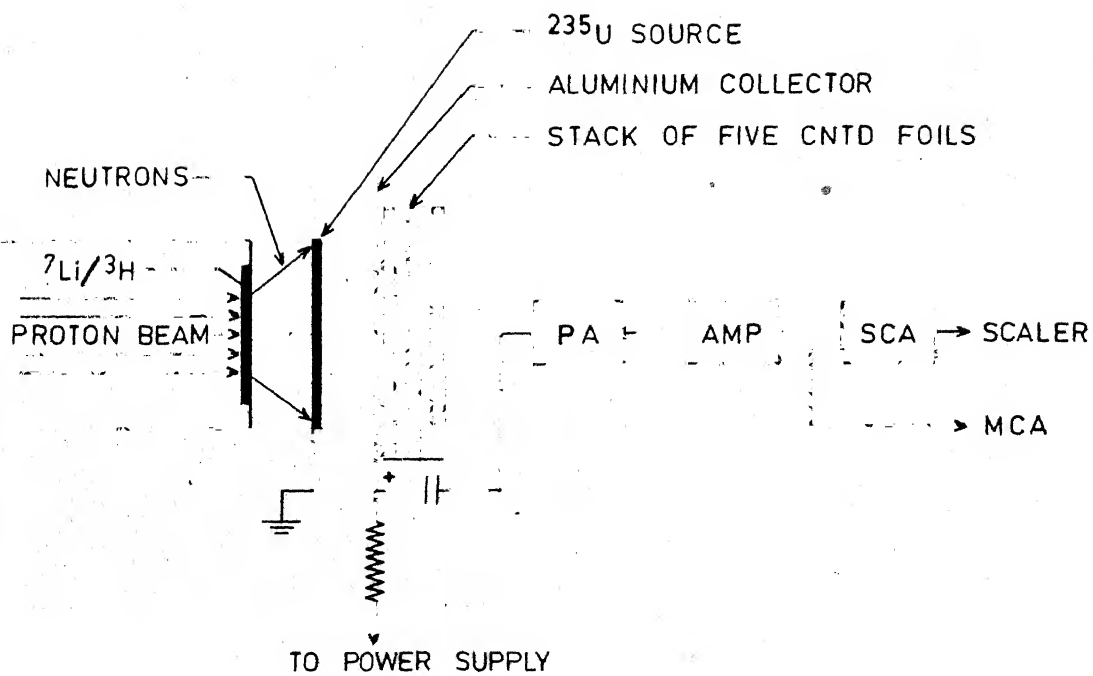 ²³⁵U SOURCE
ALUMINIUM COLLECTOR
STACK OF FIVE CNTD FOILS
NEUTRONS
⁷Li/³H
PROTON BEAM
PA
AMP
SCA
SCALER
MCA
+
TO POWER SUPPLY